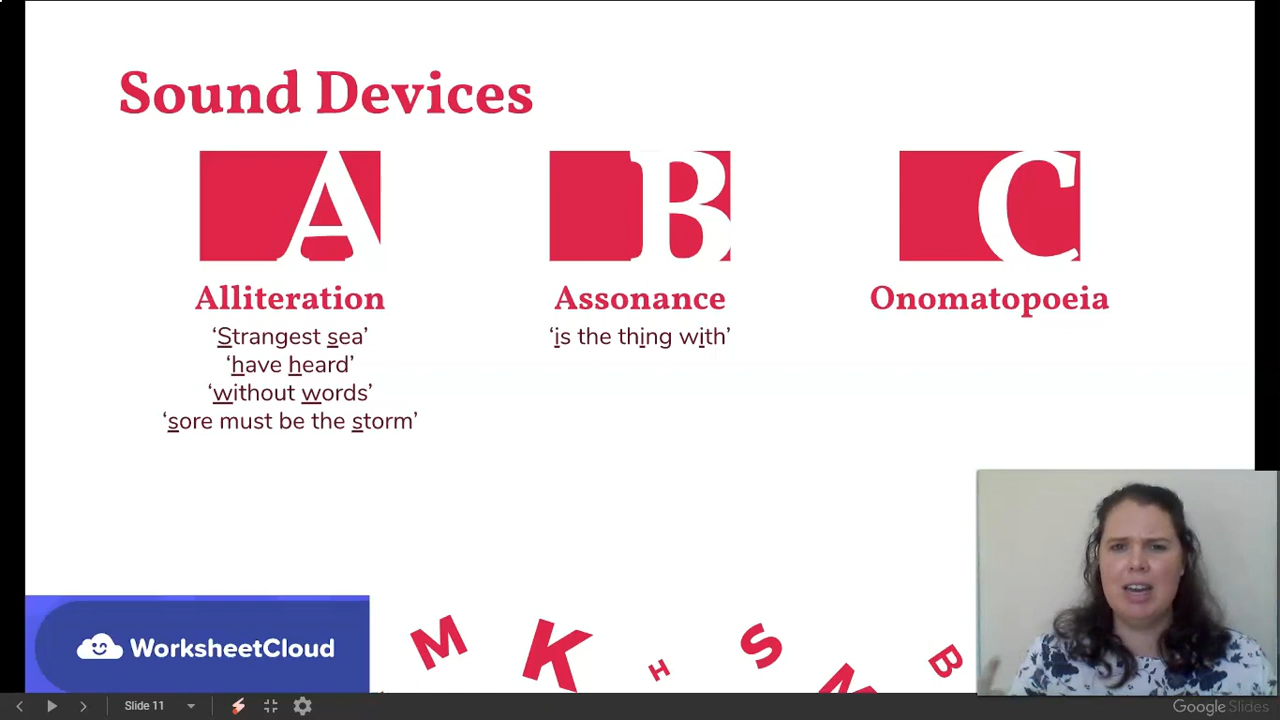 Sound Devices
A
B
C
Alliteration
Assonance
Onomatopoeia
‘Strangest sea’
‘have heard’
‘without words’
‘sore must be the storm’
‘is the thing with’
WorksheetCloud
M
K
H
S
M
B
Slide 11
Google Slides